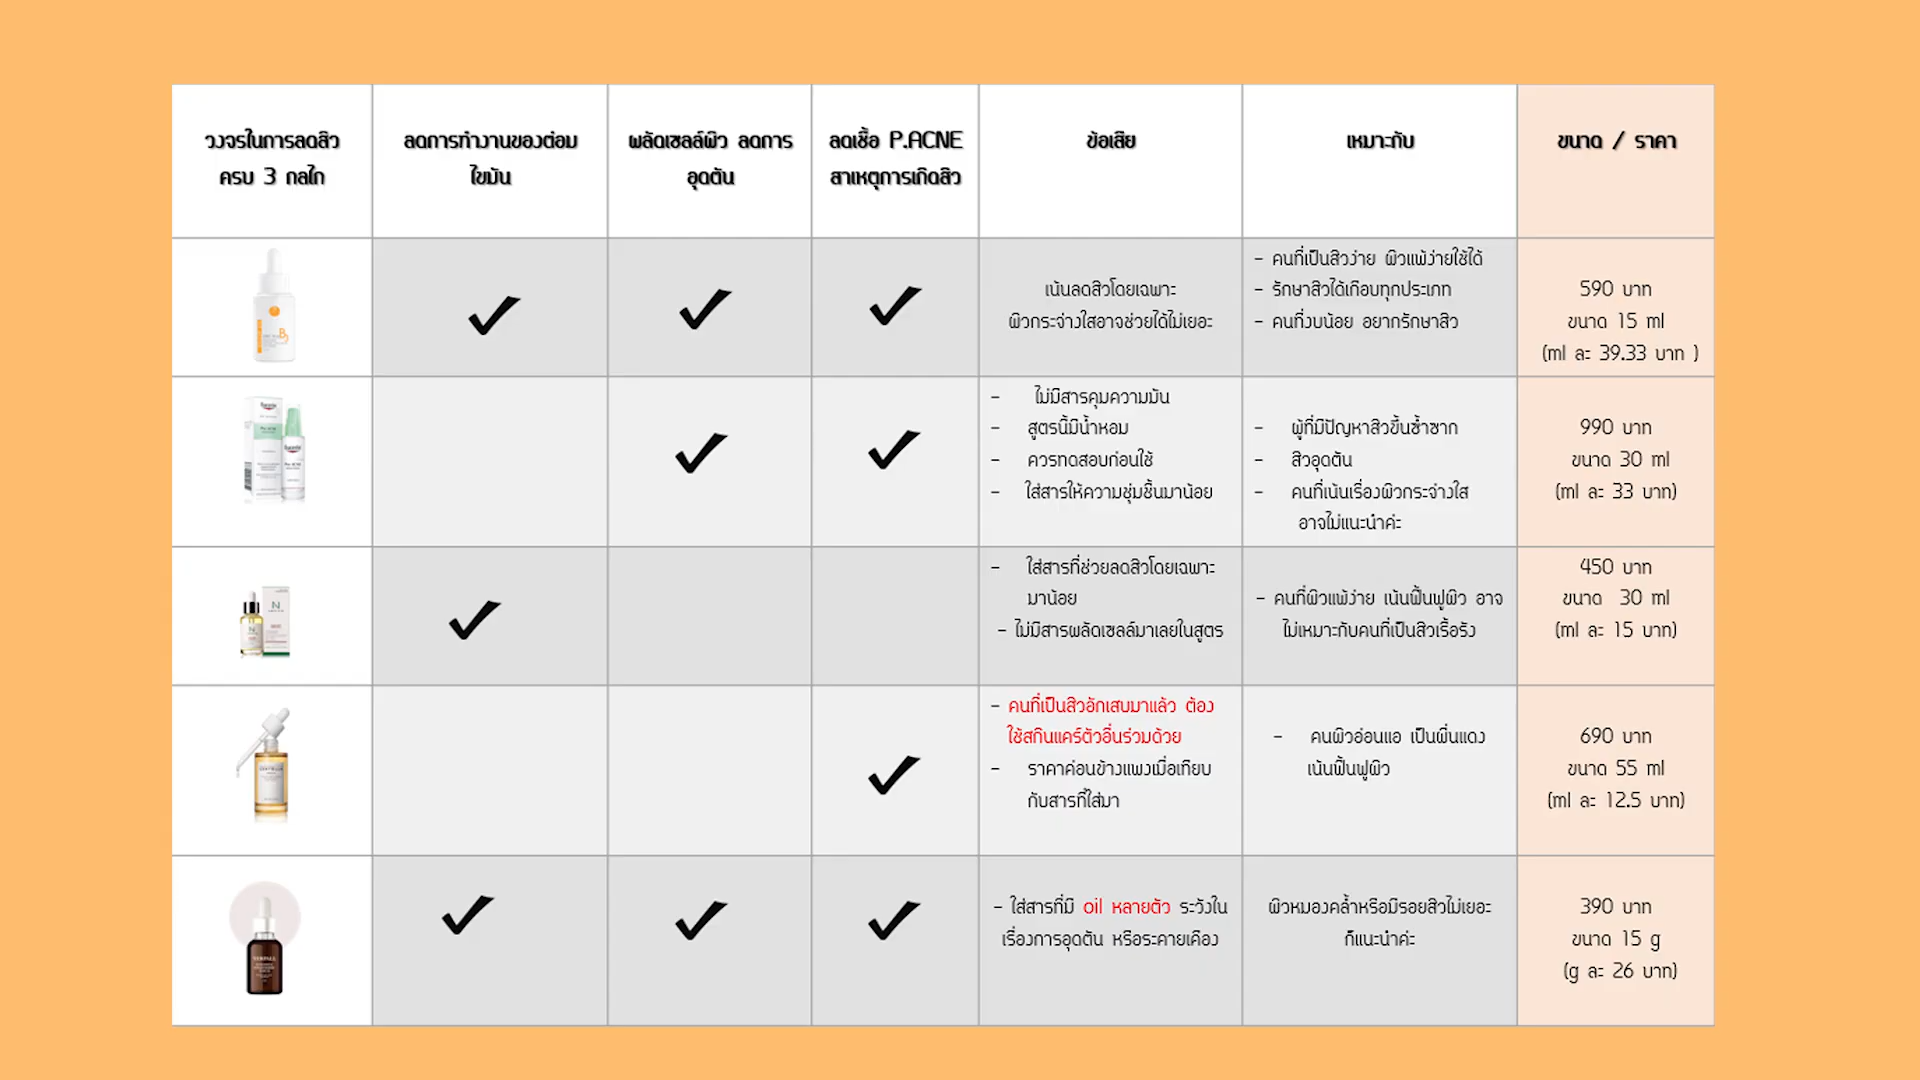 วงจรในการลดสิว
ครบ 3 กลไก
ลดการทำงานของต่อม
ไขมัน
ผลัดเซลล์ผิว ลดการ
อุดตัน
ลดเชื้อ P.ACNE
สาเหตุการเกิดสิว
ข้อเสีย
เหมาะกับ
ขนาด / ราคา
B3
เน้นลดสิวโดยเฉพาะ
ผิวกระจ่างใสอาจช่วยได้ไม่เยอะ
- คนที่เป็นสิวง่าย ผิวแพ้ง่ายใช้ได้
- รักษาสิวได้เกือบทุกประเภท
- คนที่งบน้อย อยากรักษาสิว
590 บาท
ขนาด 15 ml
(ml ละ 39.33 บาท )
Eucerin
Eucerin
- ไม่มีสารคุมความมัน
- สูตรนี้มีน้ำหอม
- ควรทดสอบก่อนใช้
- ใส่สารให้ความชุ่มชื้นมาน้อย
- ผู้ที่มีปัญหาสิวขึ้นซ้ำซาก
- สิวอุดตัน
- คนที่เน้นเรื่องผิวกระจ่างใส
อาจไม่แนะนำค่ะ
990 บาท
ขนาด 30 ml
(ml ละ 33 บาท)
N
- ใส่สารที่ช่วยลดสิวโดยเฉพาะ
มาน้อย
- ไม่มีสารผลัดเซลล์มาเลยในสูตร
- คนที่ผิวแพ้ง่าย เน้นฟื้นฟูผิว อาจ
ไม่เหมาะกับคนที่เป็นสิวเรื้อรัง
450 บาท
ขนาด 30 ml
(ml ละ 15 บาท)
CENTELLA
- คนที่เป็นสิวอักเสบมาแล้ว ต้อง
ใช้สกินแคร์ตัวอื่นร่วมด้วย
- ราคาค่อนข้างแพงเมื่อเทียบ
กับสารที่ใส่มา
- คนผิวอ่อนแอ เป็นผื่นแดง
เน้นฟื้นฟูผิว
690 บาท
ขนาด 55 ml
(ml ละ 12.5 บาท)
- ใส่สารที่มี oil หลายตัว ระวังใน
เรื่องการอุดตัน หรือระคายเคือง
ผิวหมองคล้ำหรือมีรอยสิวไม่เยอะ
ก็แนะนำค่ะ
390 บาท
ขนาด 15 g
(g ละ 26 บาท)